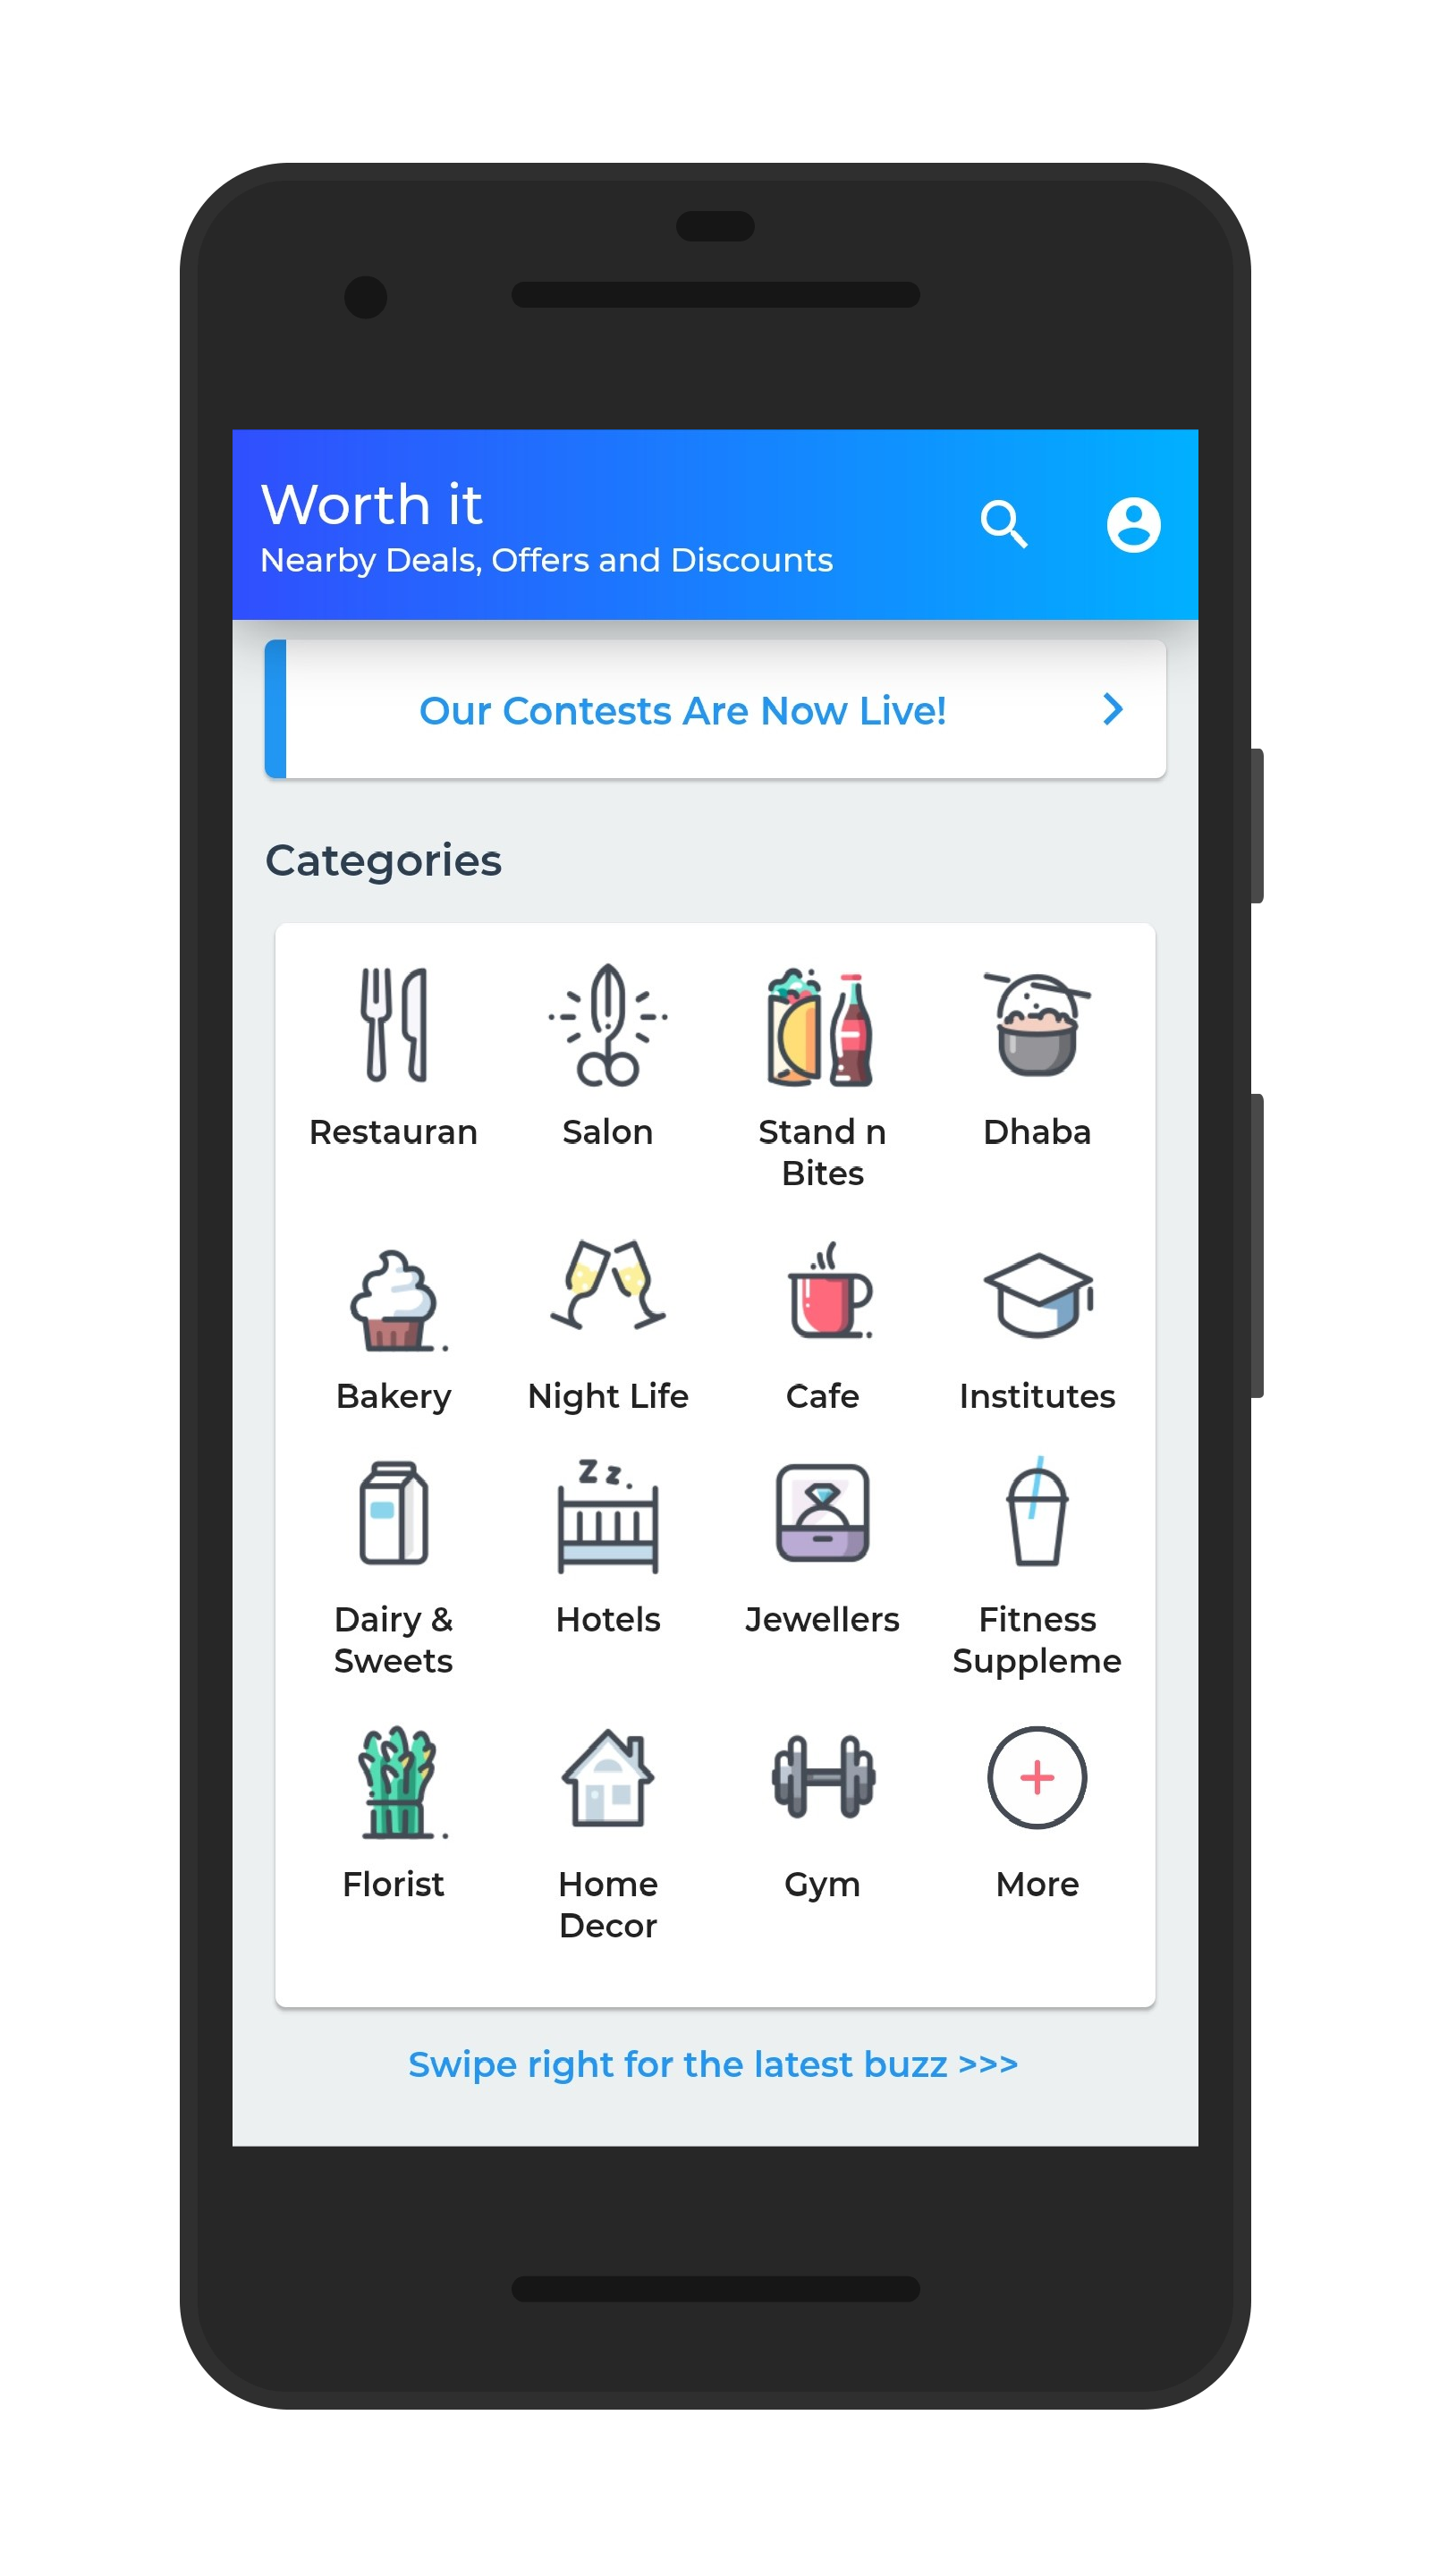 Worth it
Nearby Deals, Offers and Discounts
Our Contests Are Now Live!
Categories
Restauran
Salon
Stand n
Bites
Dhaba
Bakery
Night Life
Cafe
Institutes
Dairy &
Sweets
Zz.
Hotels
Jewellers
Fitness
Suppleme
Florist
Home
Decor
Gym
More
Swipe right for the latest buzz >>>